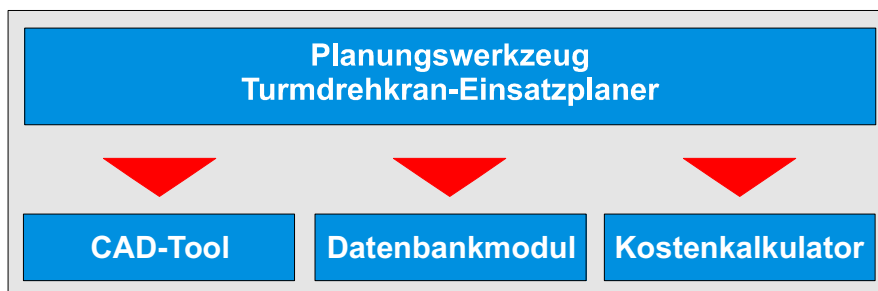 Planungswerkzeug
Turmdrehkran-Einsatzplaner
CAD-Tool
Datenbankmodul
Kostenkalkulator